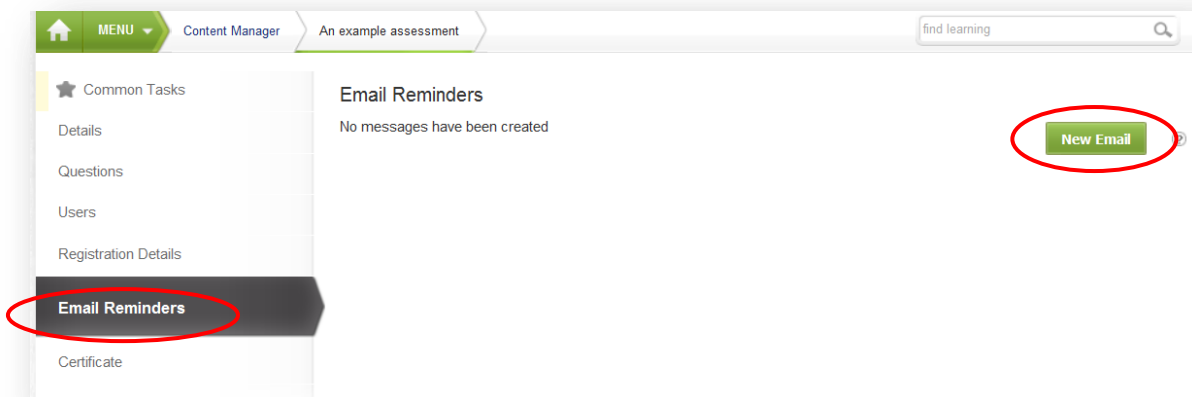 MENU
Content Manager
An example assessment
find learning
Common Tasks
Details
Questions
Users
Registration Details
Email Reminders
Certificate
Email Reminders
No messages have been created
New Email
?